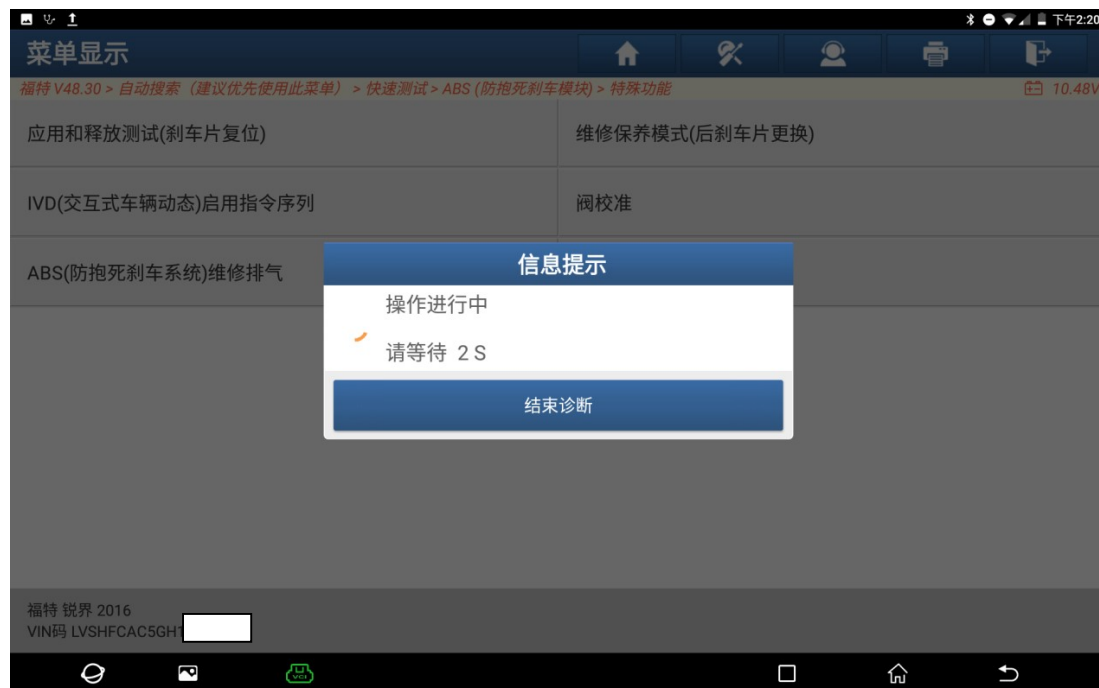 下午2:20
菜单显示
福特 V48.30 > 自动搜索（建议优先使用此菜单） > 快速测试 > ABS (防抱死刹车模块) > 特殊功能
10.48V
应用和释放测试(刹车片复位)
维修保养模式(后刹车片更换)
IVD(交互式车辆动态)启用指令序列
阀校准
ABS(防抱死刹车系统)维修排气
信息提示
操作进行中
请等待 2 S
结束诊断
福特 锐界 2016
VIN码 LVSHFCAC5GH1
VCI